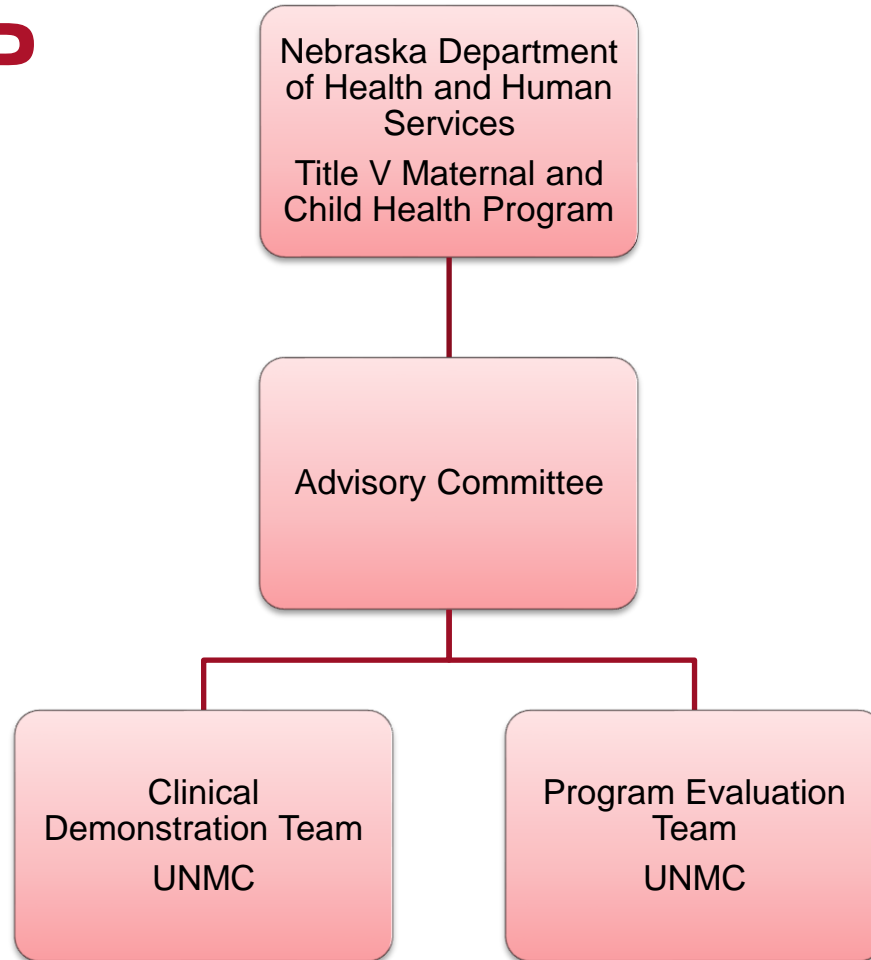 Nebraska Department
of Health and Human
Services
Title V Maternal and
Child Health Program
Advisory Committee
Clinical
Demonstration Team
UNMC
Program Evaluation
Team
UNMC